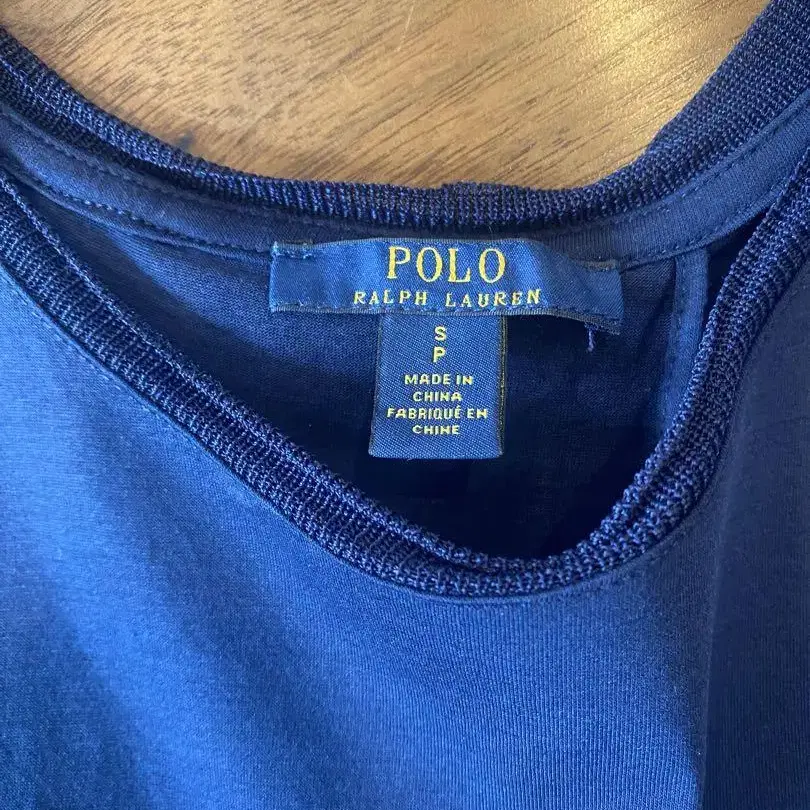 POLO
RALPH LAUREN
S
P
MADE IN
CHINA
FABRIQUÉ EN
CHINE